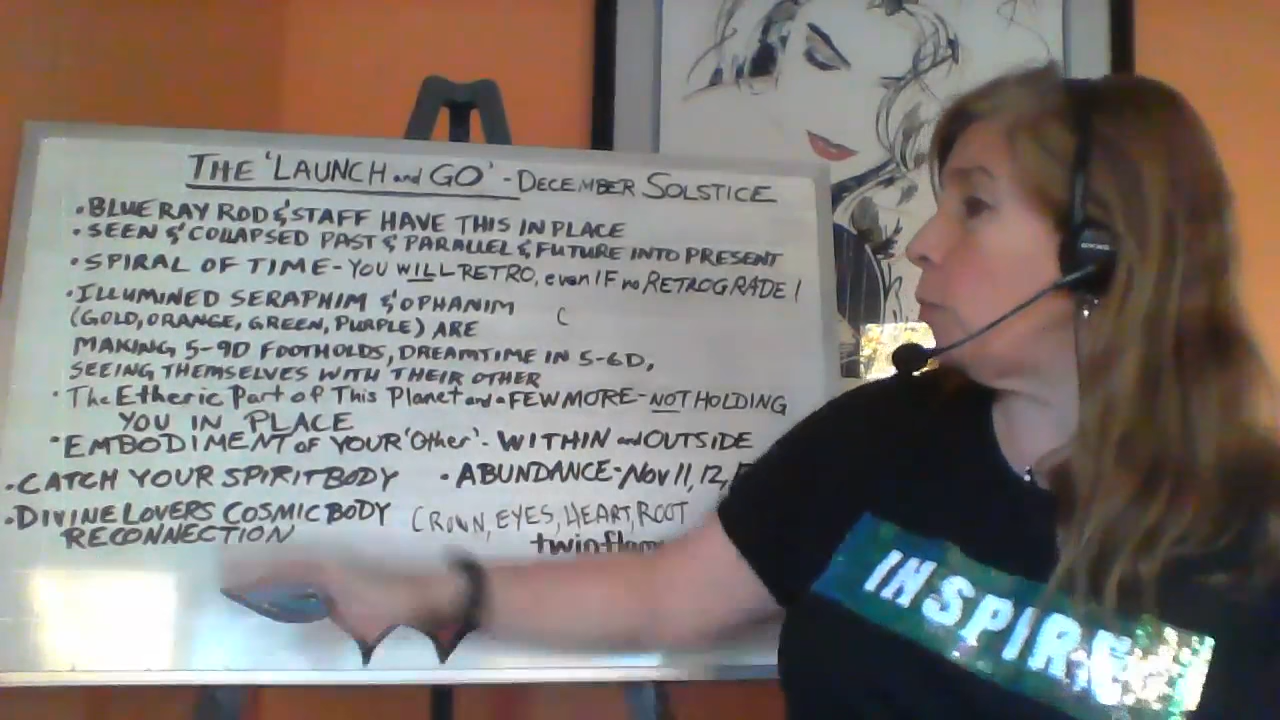 THE 'LAUNCH and GO' - DECEMBER SOLSTICE
• BLUE RAY ROD & STAFF HAVE THIS IN PLACE
• SEEN & COLLAPSED PAST & PARALLEL & FUTURE INTO PRESENT
• SPIRAL OF TIME - YOU WILL RETRO, even IF no RETROGRADE!
• ILLUMINED SERAPHIM & OPHANIM
(GOLD, ORANGE, GREEN, PURPLE) ARE
MAKING 5-9D FOOTHOLDS, DREAMTIME IN 5-6D,
SEEING THEMSELVES WITH THEIR OTHER
• The Etheric Part of This Planet and a FEW MORE - NOT HOLDING
YOU IN PLACE
• EMBODIMENT of YOUR 'Other' - WITHIN and OUTSIDE
• CATCH YOUR SPIRIT BODY • ABUNDANCE - Nov 11, 12,
• DIVINE LOVERS COSMIC BODY CROWN, EYES, HEART, ROOT
RECONNECTION
INSPIRE